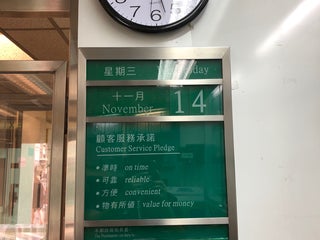 星期三 Wednesday
十一月
November 14
顧客服務承諾
Customer Service Pledge
• 準時 on time
• 可靠 reliable
• 方便 convenient
• 物有所值 value for money